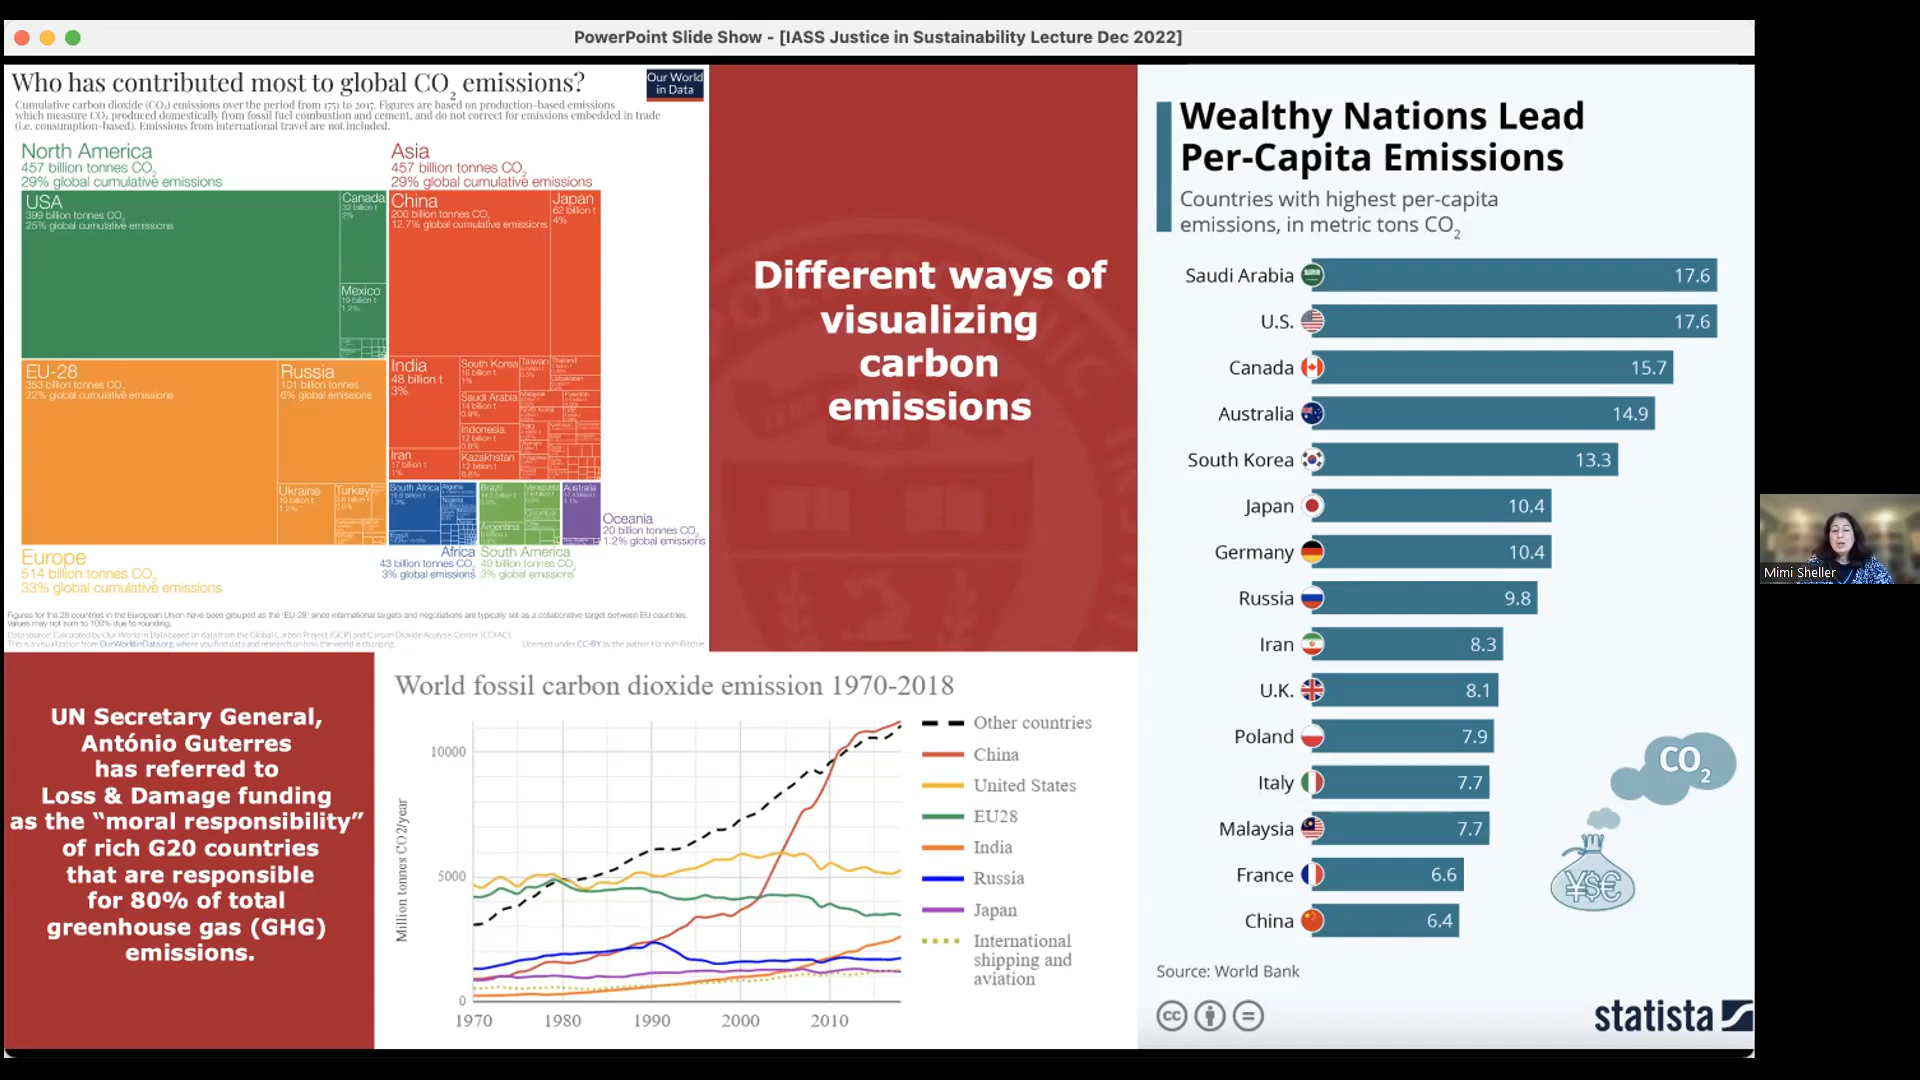 PowerPoint Slide Show - [IASS Justice in Sustainability Lecture Dec 2022]
Who has contributed most to global CO₂ emissions?
Our World
in Data
Cumulative carbon dioxide (CO₂) emissions over the period from 1751 to 2017. Figures are based on production-based emissions
which measure CO₂ produced domestically from fossil fuel combustion and cement, and do not correct for emissions embedded in trade
(i.e. consumption-based). Emissions from international travel are not included.
North America
457 billion tonnes CO₂
29% global cumulative emissions
Asia
457 billion tonnes CO₂
29% global cumulative emissions
USA
399 billion tonnes CO₂
25% global cumulative emissions
Canada
32 billion t
2%
Mexico
19 billion t
1.2%
China
200 billion tonnes CO₂
12.7% global cumulative emissions
Japan
62 billion t
4%
India
48 billion t
3%
South Korea
16 billion t
1%
Taiwan
Thailand
Uzbekistan
Saudi Arabia
14 billion t
0.9%
Malaysia
Pakistan
North Korea
UAE
Indonesia
12 billion t
0.8%
Iraq
Iran
17 billion t
1%
Kazakhstan
12 billion t
0.8%
EU-28
353 billion tonnes CO₂
22% global cumulative emissions
Russia
101 billion tonnes
6% global emissions
Ukraine
19 billion t
1.2%
Turkey
South Africa
19.8 billion t
1.3%
Algeria
Nigeria
Egypt
Brazil
14.2 billion t
0.9%
Venezuela
Colombia
Argentina
Australia
17.4 billion t
1.1%
Oceania
20 billion tonnes CO₂
1.2% global emissions
Europe
514 billion tonnes CO₂
33% global cumulative emissions
Africa
43 billion tonnes CO₂
3% global emissions
South America
40 billion tonnes CO₂
3% global emissions
Figures for the 28 countries in the European Union have been grouped as the 'EU-28' since international targets and negotiations are typically set as a collaborative target between EU countries.
Values may not sum to 100% due to rounding.
Data source: Calculated by Our World in Data based on data from the Global Carbon Project (GCP) and Carbon Dioxide Analysis Center (CDIAC).
This is a visualization from OurWorldinData.org, where you find data and research on how the world is changing.
Licensed under CC-BY by the author Hannah Ritchie
Different ways of
visualizing
carbon
emissions
UN Secretary General,
António Guterres
has referred to
Loss & Damage funding
as the “moral responsibility”
of rich G20 countries
that are responsible
for 80% of total
greenhouse gas (GHG)
emissions.
World fossil carbon dioxide emission 1970-2018
Million tonnes CO2/year
10000
5000
0
1970
1980
1990
2000
2010
Other countries
China
United States
EU28
India
Russia
Japan
International
shipping and
aviation
Wealthy Nations Lead
Per-Capita Emissions
Countries with highest per-capita
emissions, in metric tons CO₂
Saudi Arabia 17.6
U.S. 17.6
Canada 15.7
Australia 14.9
South Korea 13.3
Japan 10.4
Germany 10.4
Russia 9.8
Iran 8.3
U.K. 8.1
Poland 7.9
Italy 7.7
Malaysia 7.7
France 6.6
China 6.4
CO₂
¥$€
Source: World Bank
cc
statista
Mimi Sheller